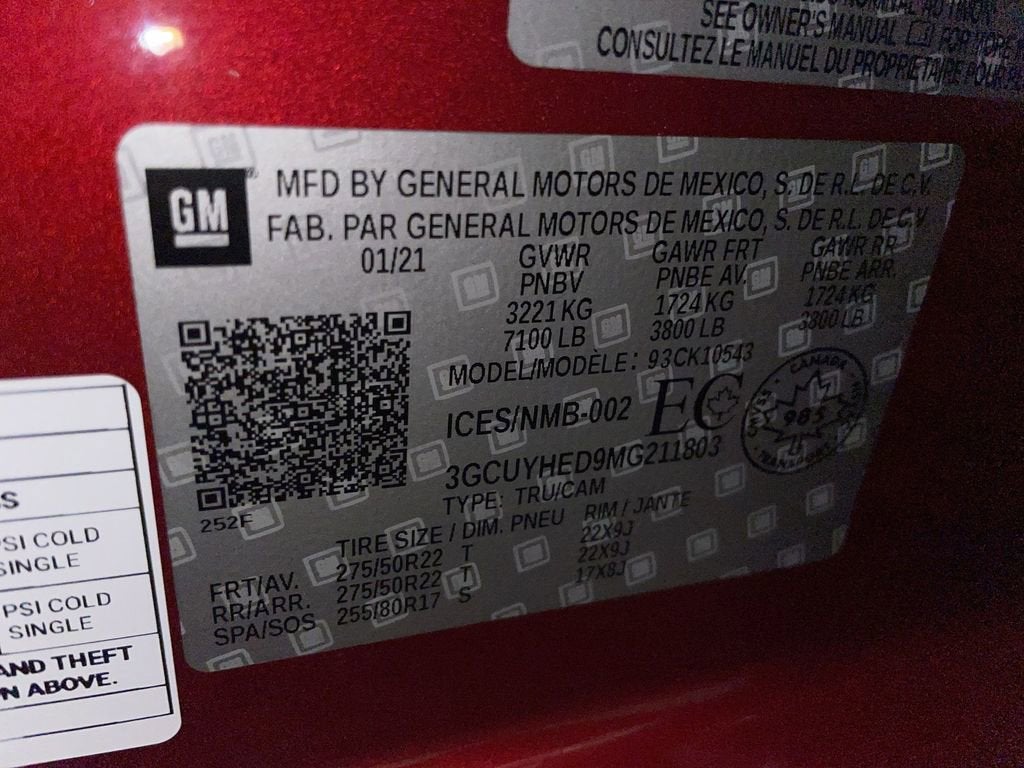 SEE OWNER'S MANUAL
CONSULTEZ LE MANUEL DU PROPRIETAIRE POUR
GM
MFD BY GENERAL MOTORS DE MEXICO, S. DE R.L. DE C.V.
FAB. PAR GENERAL MOTORS DE MEXICO, S. DE R.L. DE C.V.
01/21 GVWR GAWR FRT GAWR RR
PNBV PNBE AV. PNBE ARR.
3221 KG 1724 KG 1724 KG
7100 LB 3800 LB 3800 LB
MODEL/MODÈLE: 93CK10543
ICES/NMB-002 EC
CANADA
985
3GCUYHED9MG211803
TYPE: TRU/CAM
252F
TIRE SIZE / DIM. PNEU RIM / JANTE
FRT/AV. 275/50R22 T 22X9J
RR/ARR. 275/50R22 T 22X9J
SPA/SOS 255/80R17 S 17X8J
PSI COLD
SINGLE
PSI COLD
SINGLE
AND THEFT
ABOVE.